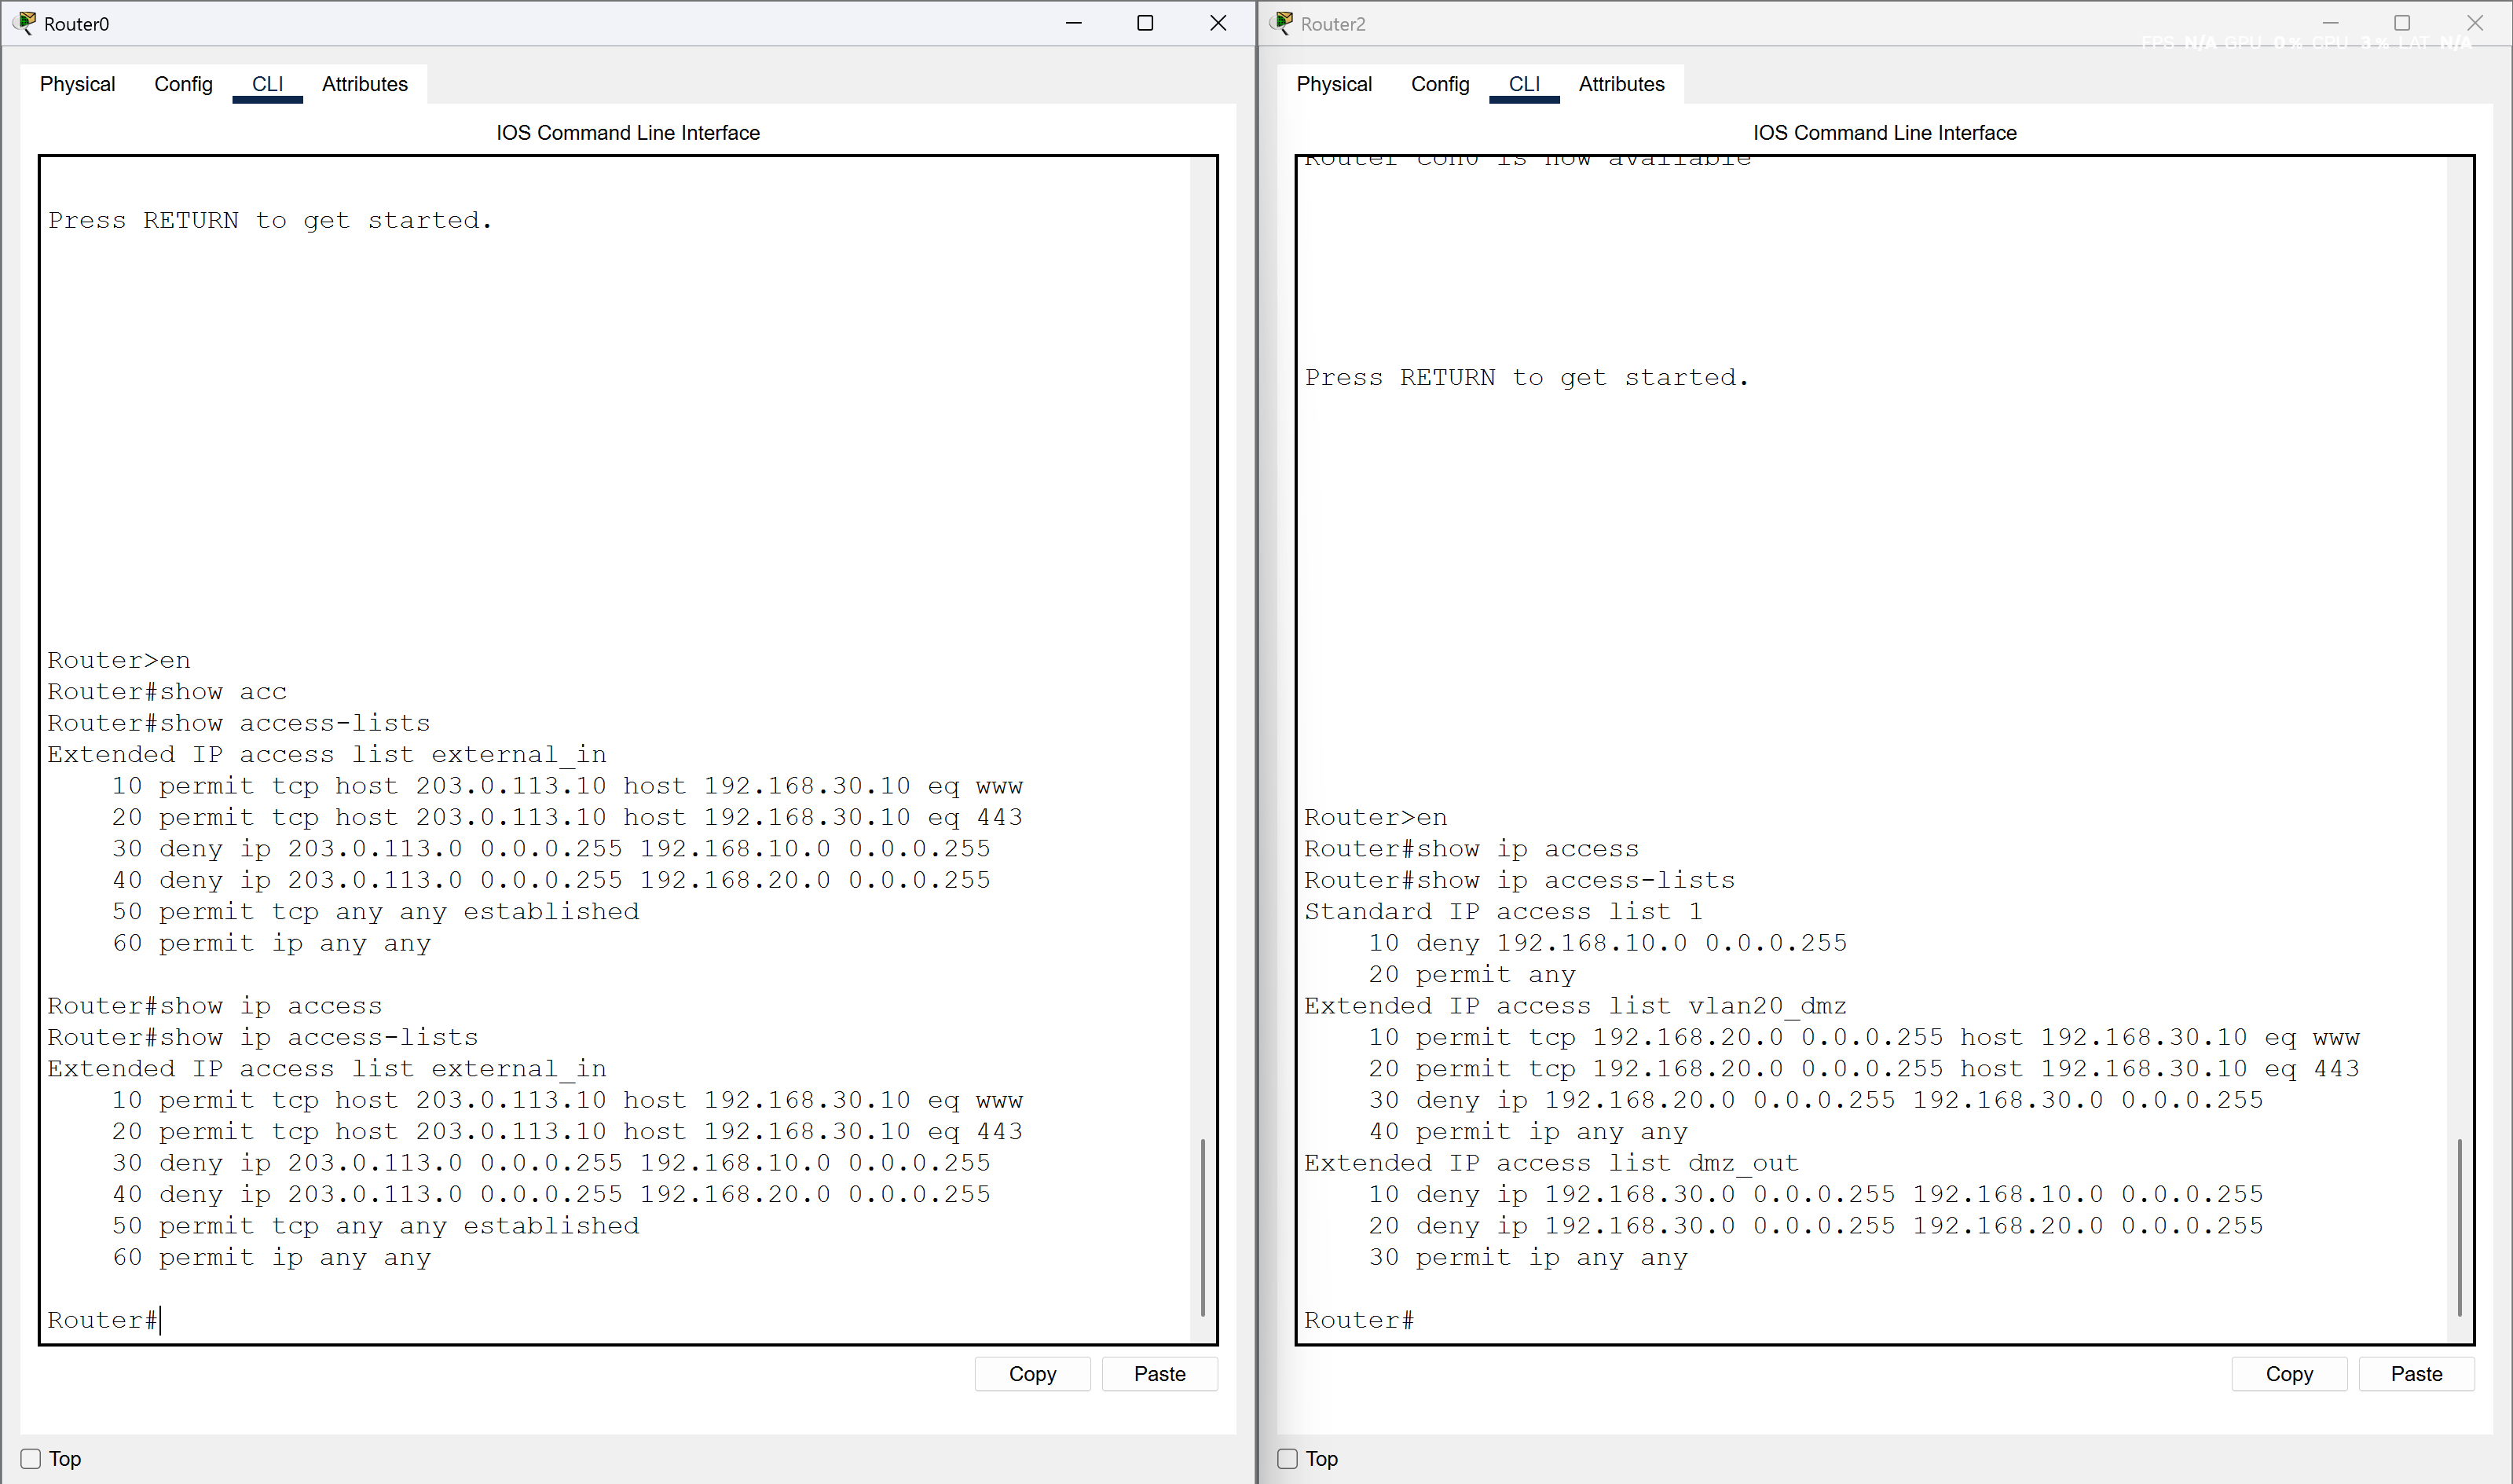 Router0
Physical Config CLI Attributes
IOS Command Line Interface
Press RETURN to get started.
Router>en
Router#show acc
Router#show access-lists
Extended IP access list external_in
10 permit tcp host 203.0.113.10 host 192.168.30.10 eq www
20 permit tcp host 203.0.113.10 host 192.168.30.10 eq 443
30 deny ip 203.0.113.0 0.0.0.255 192.168.10.0 0.0.0.255
40 deny ip 203.0.113.0 0.0.0.255 192.168.20.0 0.0.0.255
50 permit tcp any any established
60 permit ip any any
Router#show ip access
Router#show ip access-lists
Extended IP access list external_in
10 permit tcp host 203.0.113.10 host 192.168.30.10 eq www
20 permit tcp host 203.0.113.10 host 192.168.30.10 eq 443
30 deny ip 203.0.113.0 0.0.0.255 192.168.10.0 0.0.0.255
40 deny ip 203.0.113.0 0.0.0.255 192.168.20.0 0.0.0.255
50 permit tcp any any established
60 permit ip any any
Router#
Copy Paste
Top
Router2
FPS N/A GPU 0% CPU 3% LAT N/A
Physical Config CLI Attributes
IOS Command Line Interface
Router con0 is now available
Press RETURN to get started.
Router>en
Router#show ip access
Router#show ip access-lists
Standard IP access list 1
10 deny 192.168.10.0 0.0.0.255
20 permit any
Extended IP access list vlan20_dmz
10 permit tcp 192.168.20.0 0.0.0.255 host 192.168.30.10 eq www
20 permit tcp 192.168.20.0 0.0.0.255 host 192.168.30.10 eq 443
30 deny ip 192.168.20.0 0.0.0.255 192.168.30.0 0.0.0.255
40 permit ip any any
Extended IP access list dmz_out
10 deny ip 192.168.30.0 0.0.0.255 192.168.10.0 0.0.0.255
20 deny ip 192.168.30.0 0.0.0.255 192.168.20.0 0.0.0.255
30 permit ip any any
Router#
Copy Paste
Top